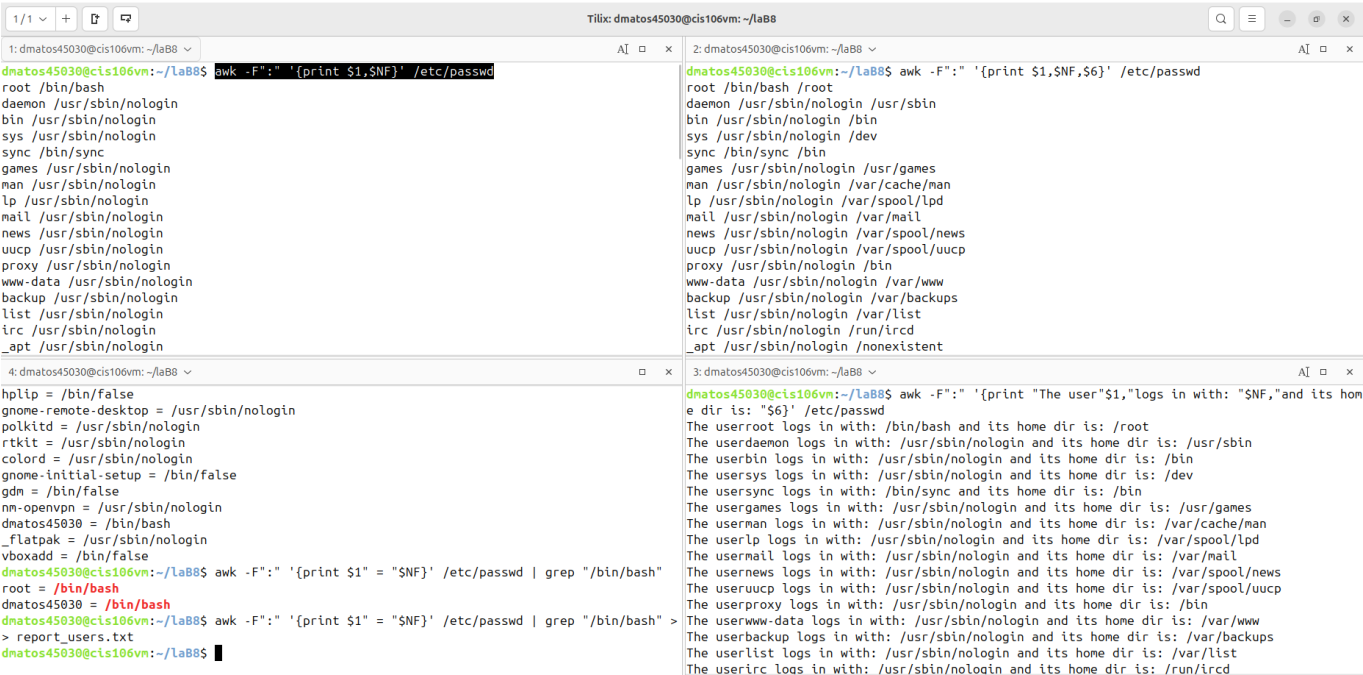 1 / 1
Tilix: dmatos45030@cis106vm: ~/laB8
1: dmatos45030@cis106vm: ~/laB8
dmatos45030@cis106vm:~/laB8$ awk -F":" '{print $1,$NF}' /etc/passwd
root /bin/bash
daemon /usr/sbin/nologin
bin /usr/sbin/nologin
sys /usr/sbin/nologin
sync /bin/sync
games /usr/sbin/nologin
man /usr/sbin/nologin
lp /usr/sbin/nologin
mail /usr/sbin/nologin
news /usr/sbin/nologin
uucp /usr/sbin/nologin
proxy /usr/sbin/nologin
www-data /usr/sbin/nologin
backup /usr/sbin/nologin
list /usr/sbin/nologin
irc /usr/sbin/nologin
_apt /usr/sbin/nologin
2: dmatos45030@cis106vm: ~/laB8
dmatos45030@cis106vm:~/laB8$ awk -F":" '{print $1,$NF,$6}' /etc/passwd
root /bin/bash /root
daemon /usr/sbin/nologin /usr/sbin
bin /usr/sbin/nologin /bin
sys /usr/sbin/nologin /dev
sync /bin/sync /bin
games /usr/sbin/nologin /usr/games
man /usr/sbin/nologin /var/cache/man
lp /usr/sbin/nologin /var/spool/lpd
mail /usr/sbin/nologin /var/mail
news /usr/sbin/nologin /var/spool/news
uucp /usr/sbin/nologin /var/spool/uucp
proxy /usr/sbin/nologin /bin
www-data /usr/sbin/nologin /var/www
backup /usr/sbin/nologin /var/backups
list /usr/sbin/nologin /var/list
irc /usr/sbin/nologin /run/ircd
_apt /usr/sbin/nologin /nonexistent
4: dmatos45030@cis106vm: ~/laB8
hplip = /bin/false
gnome-remote-desktop = /usr/sbin/nologin
polkitd = /usr/sbin/nologin
rtkit = /usr/sbin/nologin
colord = /usr/sbin/nologin
gnome-initial-setup = /bin/false
gdm = /bin/false
nm-openvpn = /usr/sbin/nologin
dmatos45030 = /bin/bash
_flatpak = /usr/sbin/nologin
vboxadd = /bin/false
dmatos45030@cis106vm:~/laB8$ awk -F":" '{print $1" = "$NF}' /etc/passwd | grep "/bin/bash"
root = /bin/bash
dmatos45030 = /bin/bash
dmatos45030@cis106vm:~/laB8$ awk -F":" '{print $1" = "$NF}' /etc/passwd | grep "/bin/bash" >
> report_users.txt
dmatos45030@cis106vm:~/laB8$
3: dmatos45030@cis106vm: ~/laB8
dmatos45030@cis106vm:~/laB8$ awk -F":" '{print "The user"$1,"logs in with: "$NF,"and its hom
e dir is: "$6}' /etc/passwd
The userroot logs in with: /bin/bash and its home dir is: /root
The userdaemon logs in with: /usr/sbin/nologin and its home dir is: /usr/sbin
The userbin logs in with: /usr/sbin/nologin and its home dir is: /bin
The usersys logs in with: /usr/sbin/nologin and its home dir is: /dev
The usersync logs in with: /bin/sync and its home dir is: /bin
The usergames logs in with: /usr/sbin/nologin and its home dir is: /usr/games
The userman logs in with: /usr/sbin/nologin and its home dir is: /var/cache/man
The userlp logs in with: /usr/sbin/nologin and its home dir is: /var/spool/lpd
The usermail logs in with: /usr/sbin/nologin and its home dir is: /var/mail
The usernews logs in with: /usr/sbin/nologin and its home dir is: /var/spool/news
The useruucp logs in with: /usr/sbin/nologin and its home dir is: /var/spool/uucp
The userproxy logs in with: /usr/sbin/nologin and its home dir is: /bin
The userwww-data logs in with: /usr/sbin/nologin and its home dir is: /var/www
The userbackup logs in with: /usr/sbin/nologin and its home dir is: /var/backups
The userlist logs in with: /usr/sbin/nologin and its home dir is: /var/list
The userirc logs in with: /usr/sbin/nologin and its home dir is: /run/ircd